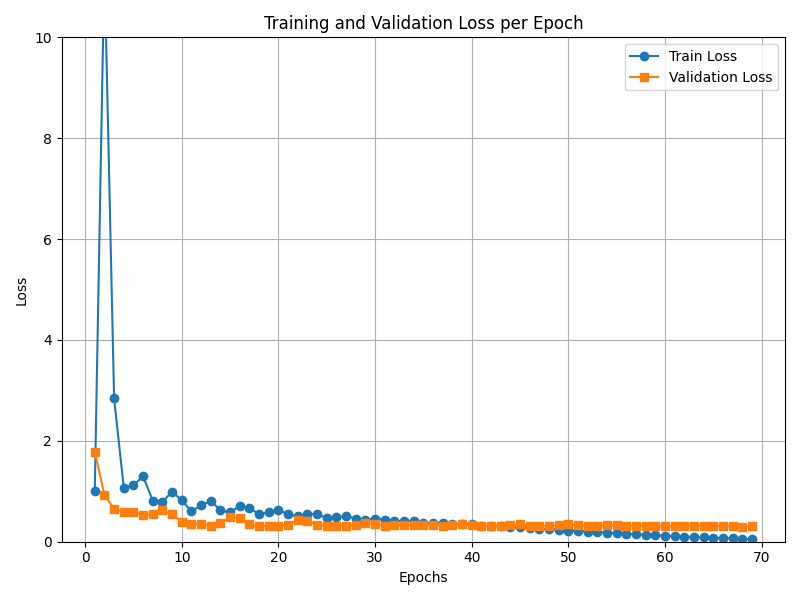 Training and Validation Loss per Epoch
Train Loss
Validation Loss
Loss
10
8
6
4
2
0
0 10 20 30 40 50 60 70
Epochs